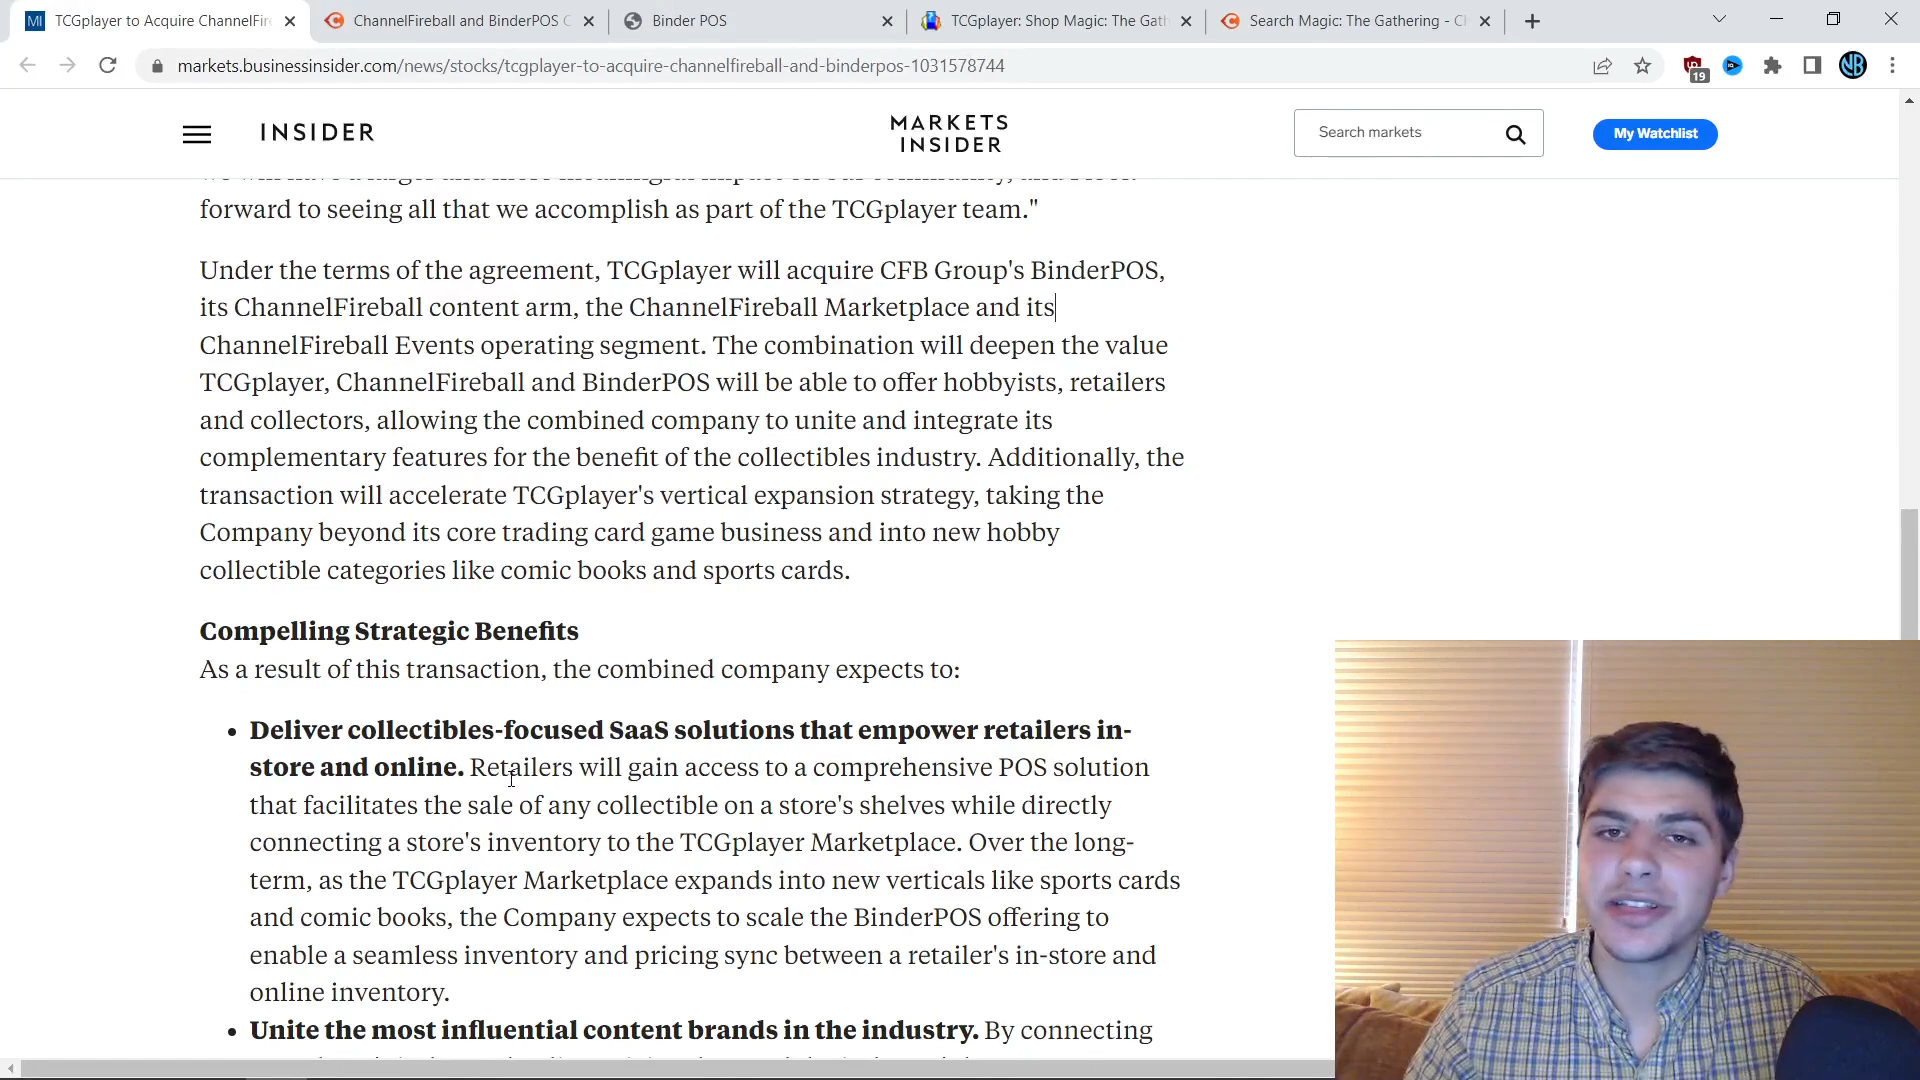 TCGplayer to Acquire ChannelFire
ChannelFireball and BinderPOS C
Binder POS
TCGplayer: Shop Magic: The Gath
Search Magic: The Gathering - Cl
markets.businessinsider.com/news/stocks/tcgplayer-to-acquire-channelfireball-and-binderpos-1031578744
19
INSIDER
MARKETS
INSIDER
Search markets
My Watchlist
forward to seeing all that we accomplish as part of the TCGplayer team."
Under the terms of the agreement, TCGplayer will acquire CFB Group's BinderPOS,
its ChannelFireball content arm, the ChannelFireball Marketplace and its
ChannelFireball Events operating segment. The combination will deepen the value
TCGplayer, ChannelFireball and BinderPOS will be able to offer hobbyists, retailers
and collectors, allowing the combined company to unite and integrate its
complementary features for the benefit of the collectibles industry. Additionally, the
transaction will accelerate TCGplayer's vertical expansion strategy, taking the
Company beyond its core trading card game business and into new hobby
collectible categories like comic books and sports cards.
Compelling Strategic Benefits
As a result of this transaction, the combined company expects to:
• Deliver collectibles-focused SaaS solutions that empower retailers in-
store and online. Retailers will gain access to a comprehensive POS solution
that facilitates the sale of any collectible on a store's shelves while directly
connecting a store's inventory to the TCGplayer Marketplace. Over the long-
term, as the TCGplayer Marketplace expands into new verticals like sports cards
and comic books, the Company expects to scale the BinderPOS offering to
enable a seamless inventory and pricing sync between a retailer's in-store and
online inventory.
• Unite the most influential content brands in the industry. By connecting